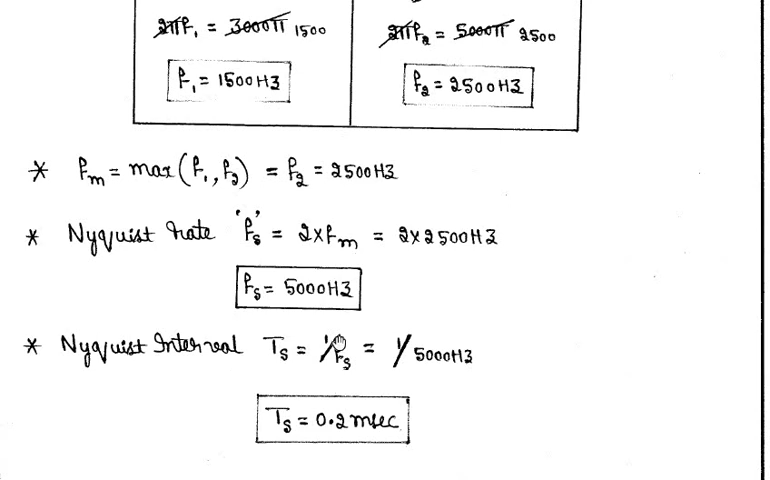 2πf₁ = 3000π 1500
2πf₂ = 5000π 2500
f₁ = 1500HZ
f₂ = 2500HZ
* fm = max(f₁, f₂) = f₂ = 2500HZ
* Nyquist rate 'fs' = 2×fm = 2×2500HZ
fs = 5000HZ
* Nyquist Interval Ts = 1/fs = 1/5000HZ
Ts = 0.2msec